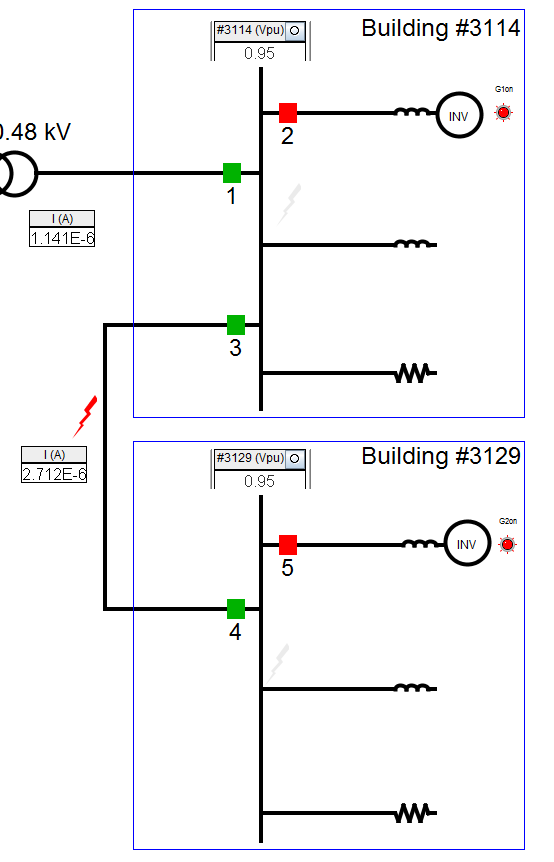 Building #3114
#3114 (Vpu)
0.95
G1on
INV
2
0.48 kV
1
I (A)
1.141E-6
3
I (A)
2.712E-6
Building #3129
#3129 (Vpu)
0.95
G2on
INV
5
4